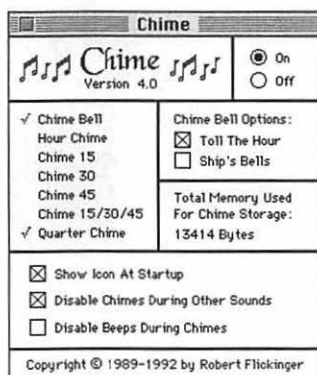 Chime
Chime
Version 4.0
On
Off
Chime Bell
Hour Chime
Chime 15
Chime 30
Chime 45
Chime 15/30/45
Quarter Chime
Chime Bell Options:
Toll The Hour
Ship's Bells
Total Memory Used
For Chime Storage:
13414 Bytes
Show Icon At Startup
Disable Chimes During Other Sounds
Disable Beeps During Chimes
Copyright © 1989-1992 by Robert Flickinger